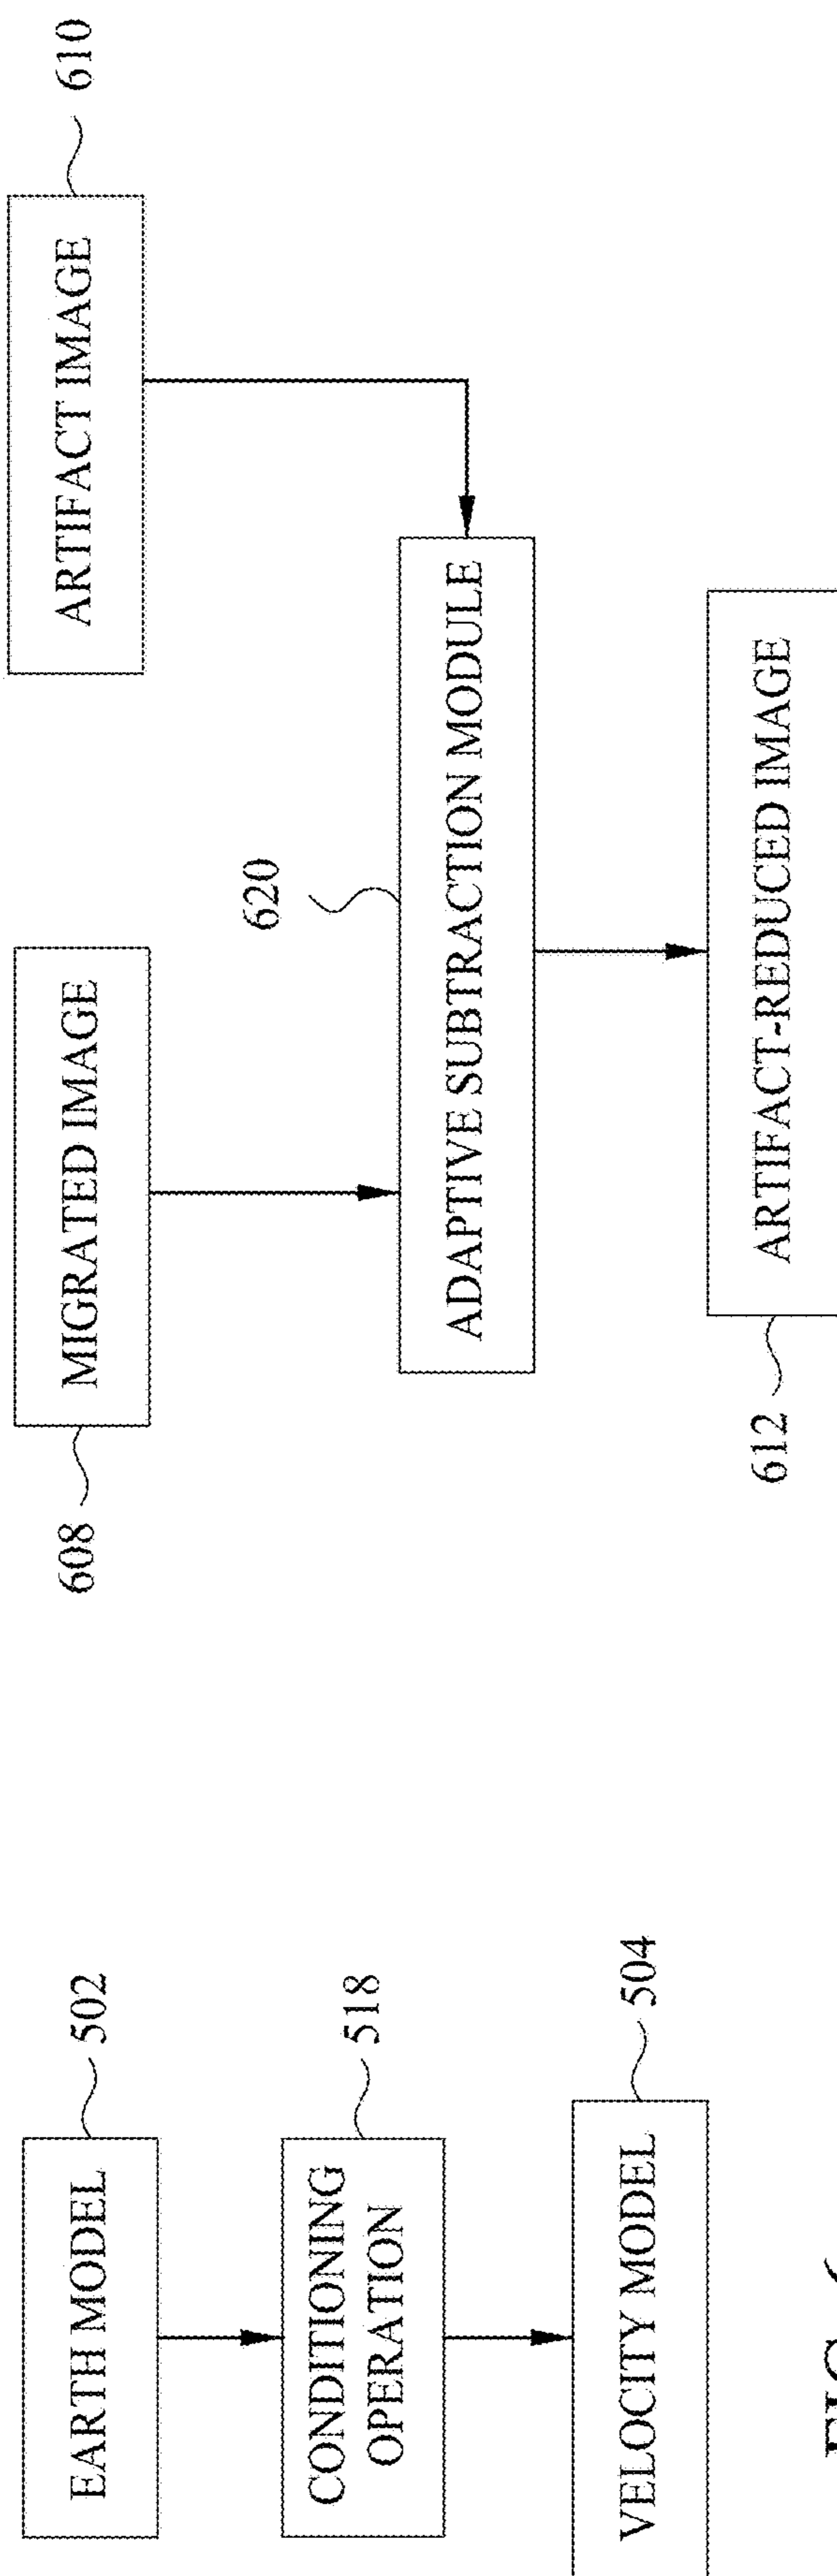 EARTH MODEL
502
CONDITIONING
OPERATION
518
VELOCITY MODEL
504
608
MIGRATED IMAGE
ARTIFACT IMAGE
610
620
ADAPTIVE SUBTRACTION MODULE
612
ARTIFACT-REDUCED IMAGE
FIG.